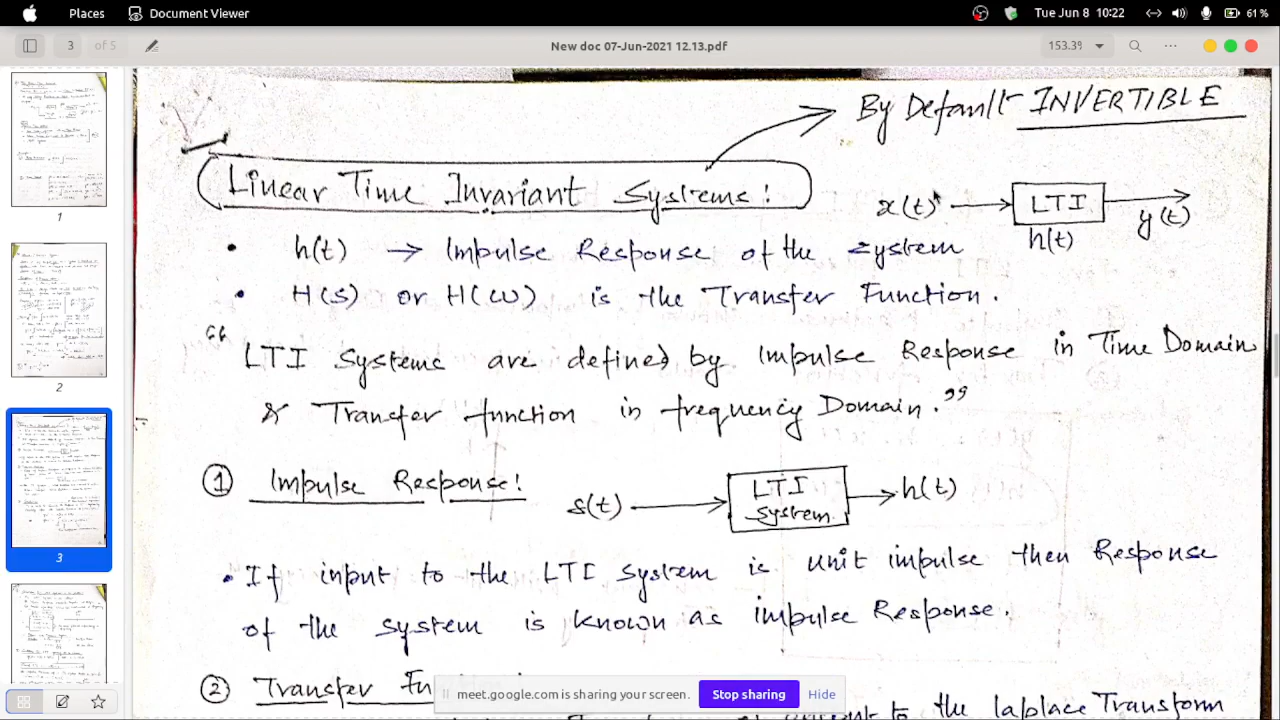 Places Document Viewer Tue Jun 8 10:22 61 %
3 of 5 New doc 07-Jun-2021 12.13.pdf 153.39
1
2
3
By Default INVERTIBLE
Linear Time Invariant Systems:
x(t) LTI y(t)
h(t)
• h(t) → Impulse Response of the system
• H(s) or H(ω) is the Transfer Function.
“ LTI Systems are defined by Impulse Response in Time Domain
& Transfer function in frequency Domain.”
① Impulse Response:
δ(t) LTI System h(t)
• If input to the LTI system is unit impulse then Response
of the system is known as impulse Response.
② Transfer Fu
meet.google.com is sharing your screen. Stop sharing Hide
to the laplace Transform